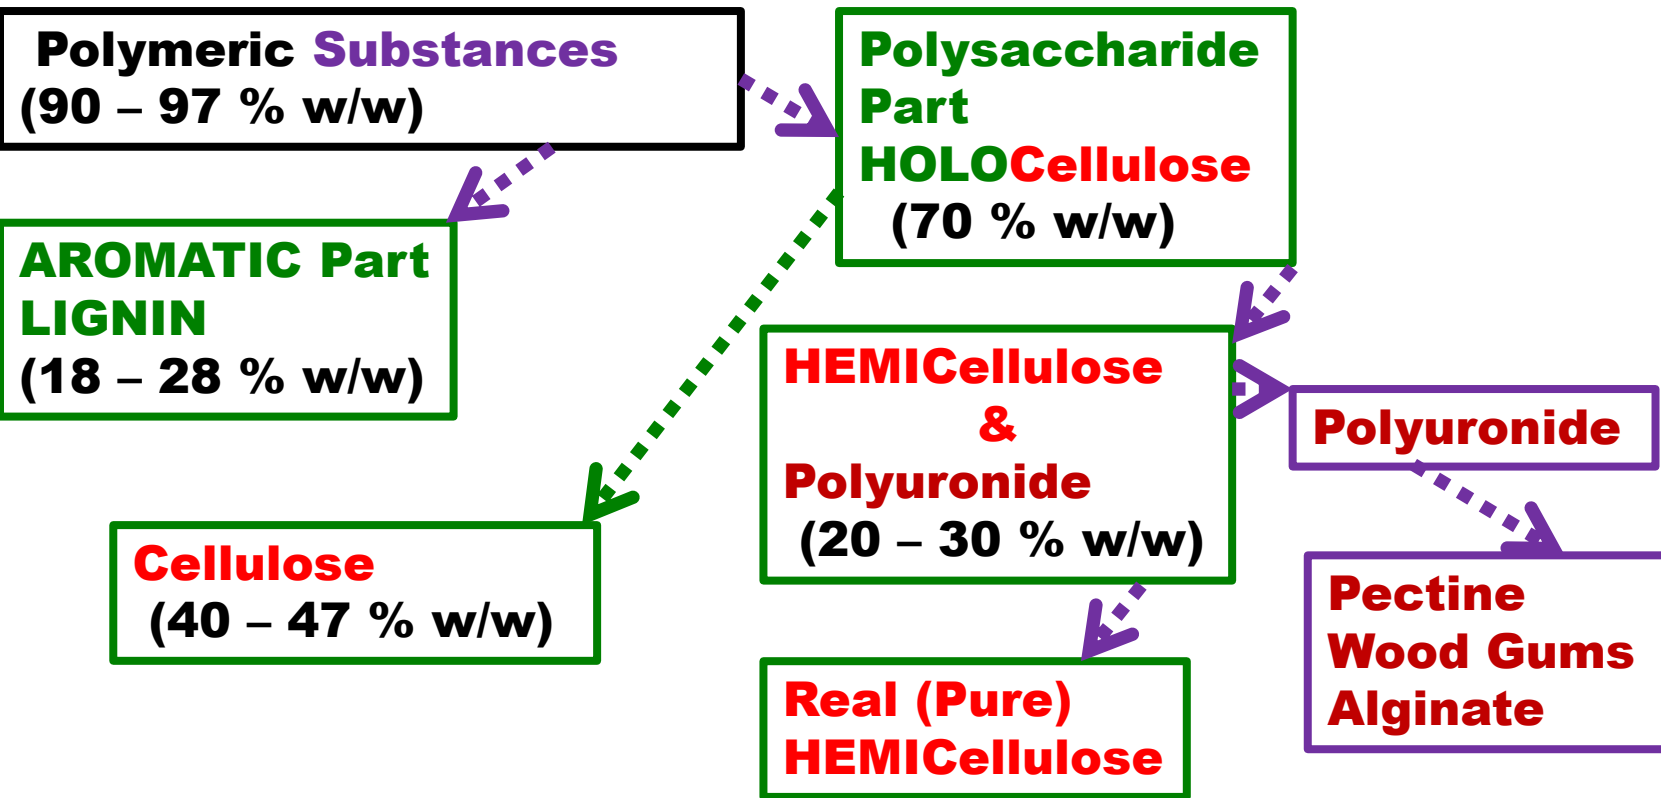 Polymeric Substances
(90 – 97 % w/w)
Polysaccharide
Part
HOLOCellulose
(70 % w/w)
AROMATIC Part
LIGNIN
(18 – 28 % w/w)
HEMICellulose
&
Polyuronide
(20 – 30 % w/w)
Polyuronide
Cellulose
(40 – 47 % w/w)
Pectine
Wood Gums
Alginate
Real (Pure)
HEMICellulose